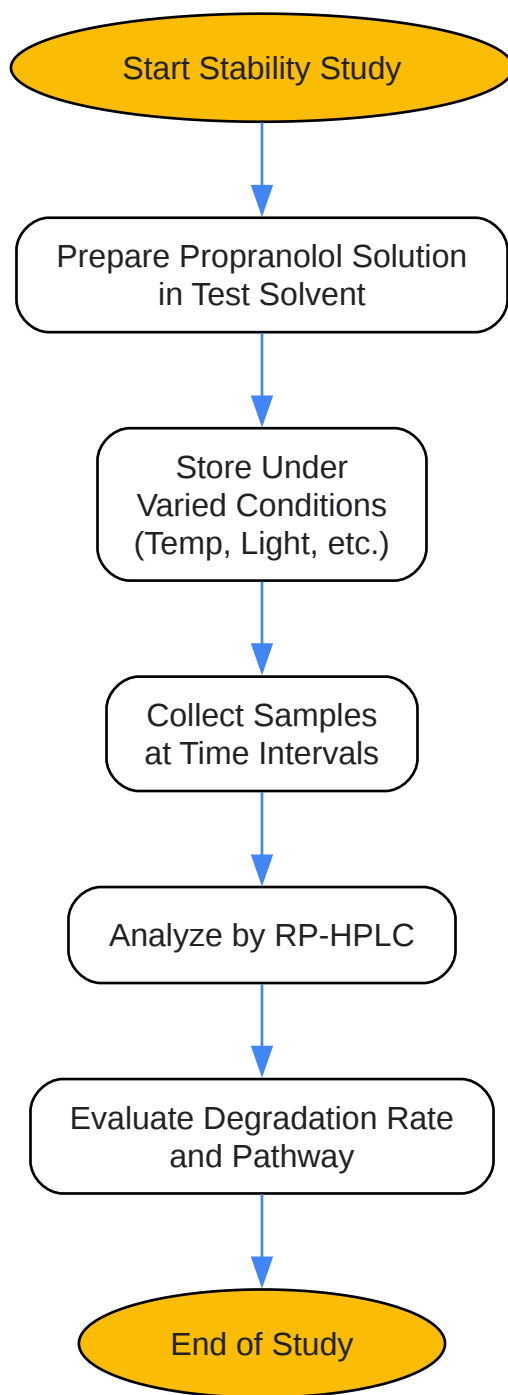 Start Stability Study
Prepare Propranolol Solution
in Test Solvent
Store Under
Varied Conditions
(Temp, Light, etc.)
Collect Samples
at Time Intervals
Analyze by RP-HPLC
Evaluate Degradation Rate
and Pathway
End of Study